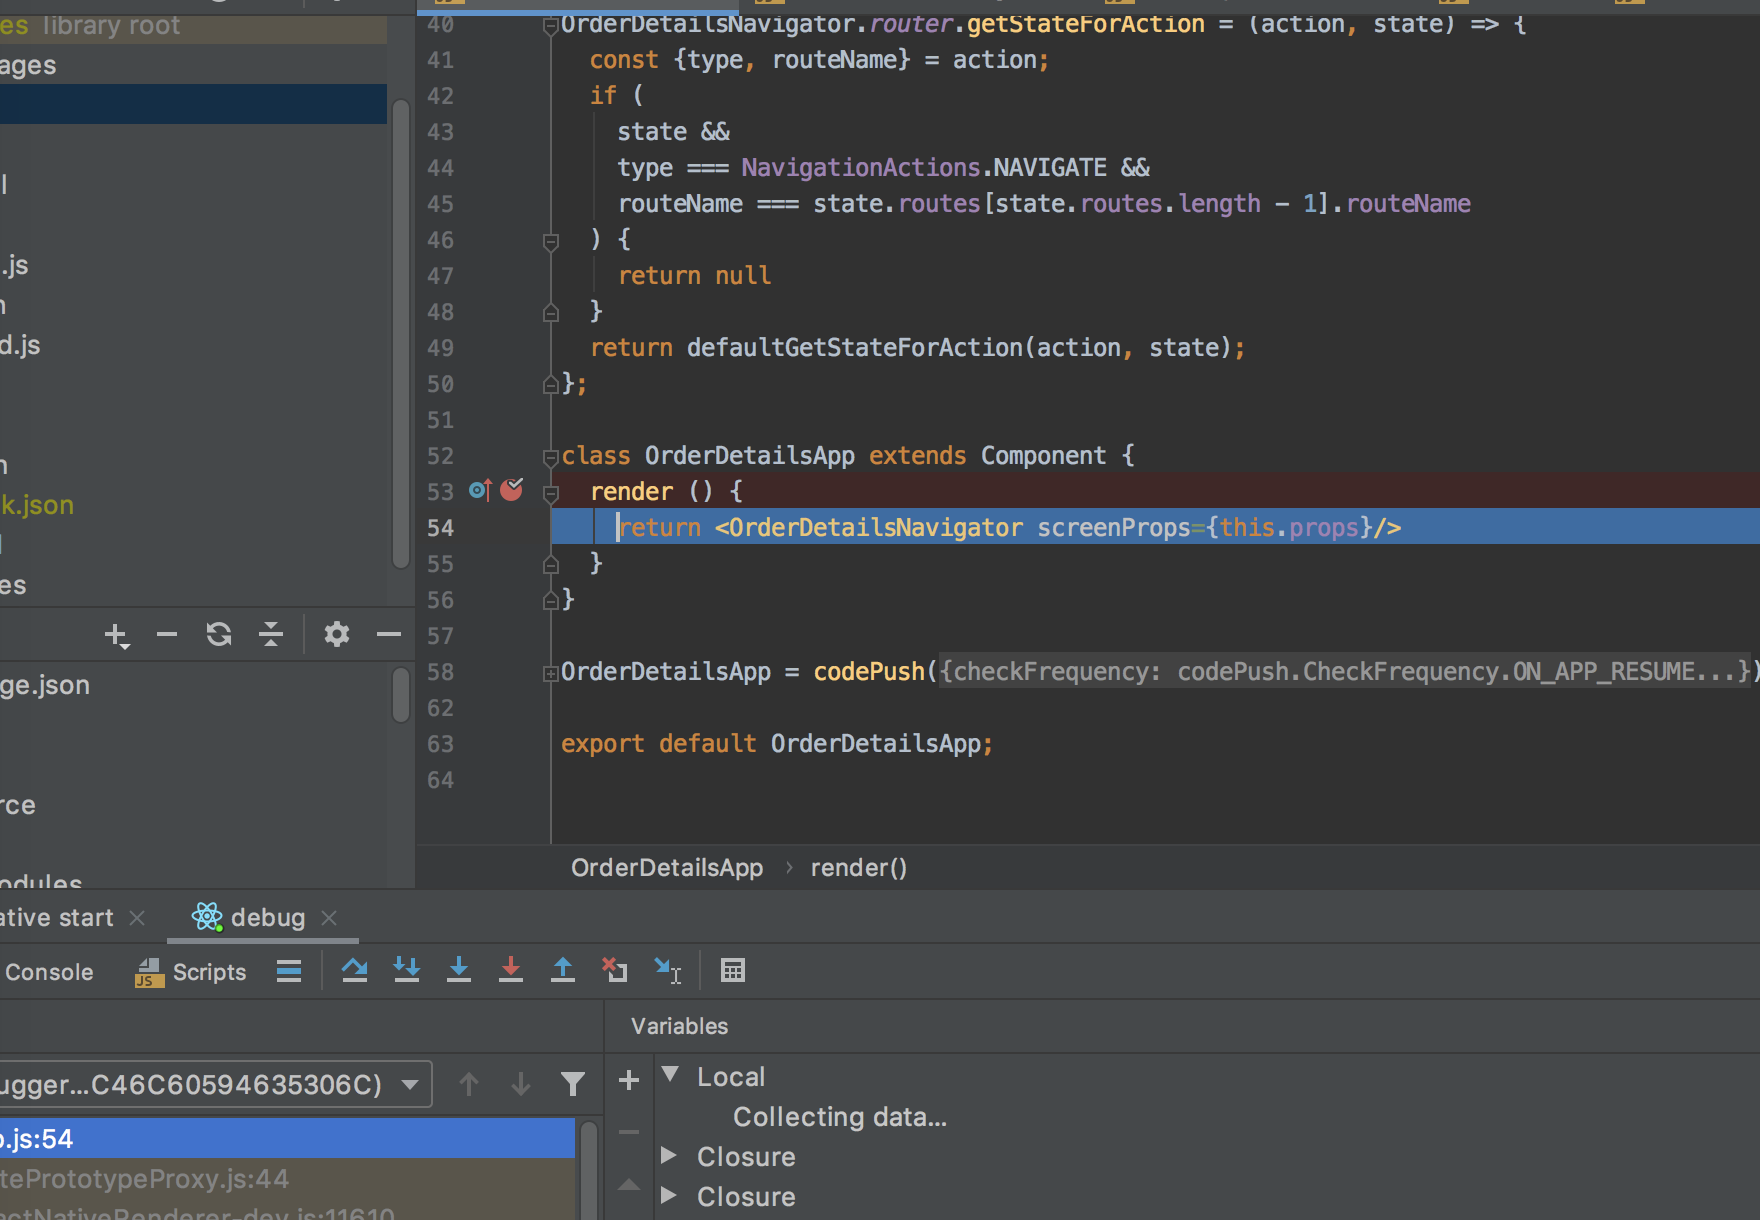 es library root
ages
l
.js
n
d.js
n
k.json
l
es
ge.json
rce
odules
40 OrderDetailsNavigator.router.getStateForAction = (action, state) => {
41 const {type, routeName} = action;
42 if (
43 state &&
44 type === NavigationActions.NAVIGATE &&
45 routeName === state.routes[state.routes.length - 1].routeName
46 ) {
47 return null
48 }
49 return defaultGetStateForAction(action, state);
50 };
51
52 class OrderDetailsApp extends Component {
53 render () {
54 return <OrderDetailsNavigator screenProps={this.props}/>
55 }
56 }
57
58 OrderDetailsApp = codePush({checkFrequency: codePush.CheckFrequency.ON_APP_RESUME...})
62
63 export default OrderDetailsApp;
64
OrderDetailsApp › render()
ative start × debug ×
Console JS Scripts
Variables
ugger...C46C60594635306C)
.js:54
tePrototypeProxy.js:44
actNativeRenderer-dev.js:11610
Local
Collecting data...
Closure
Closure